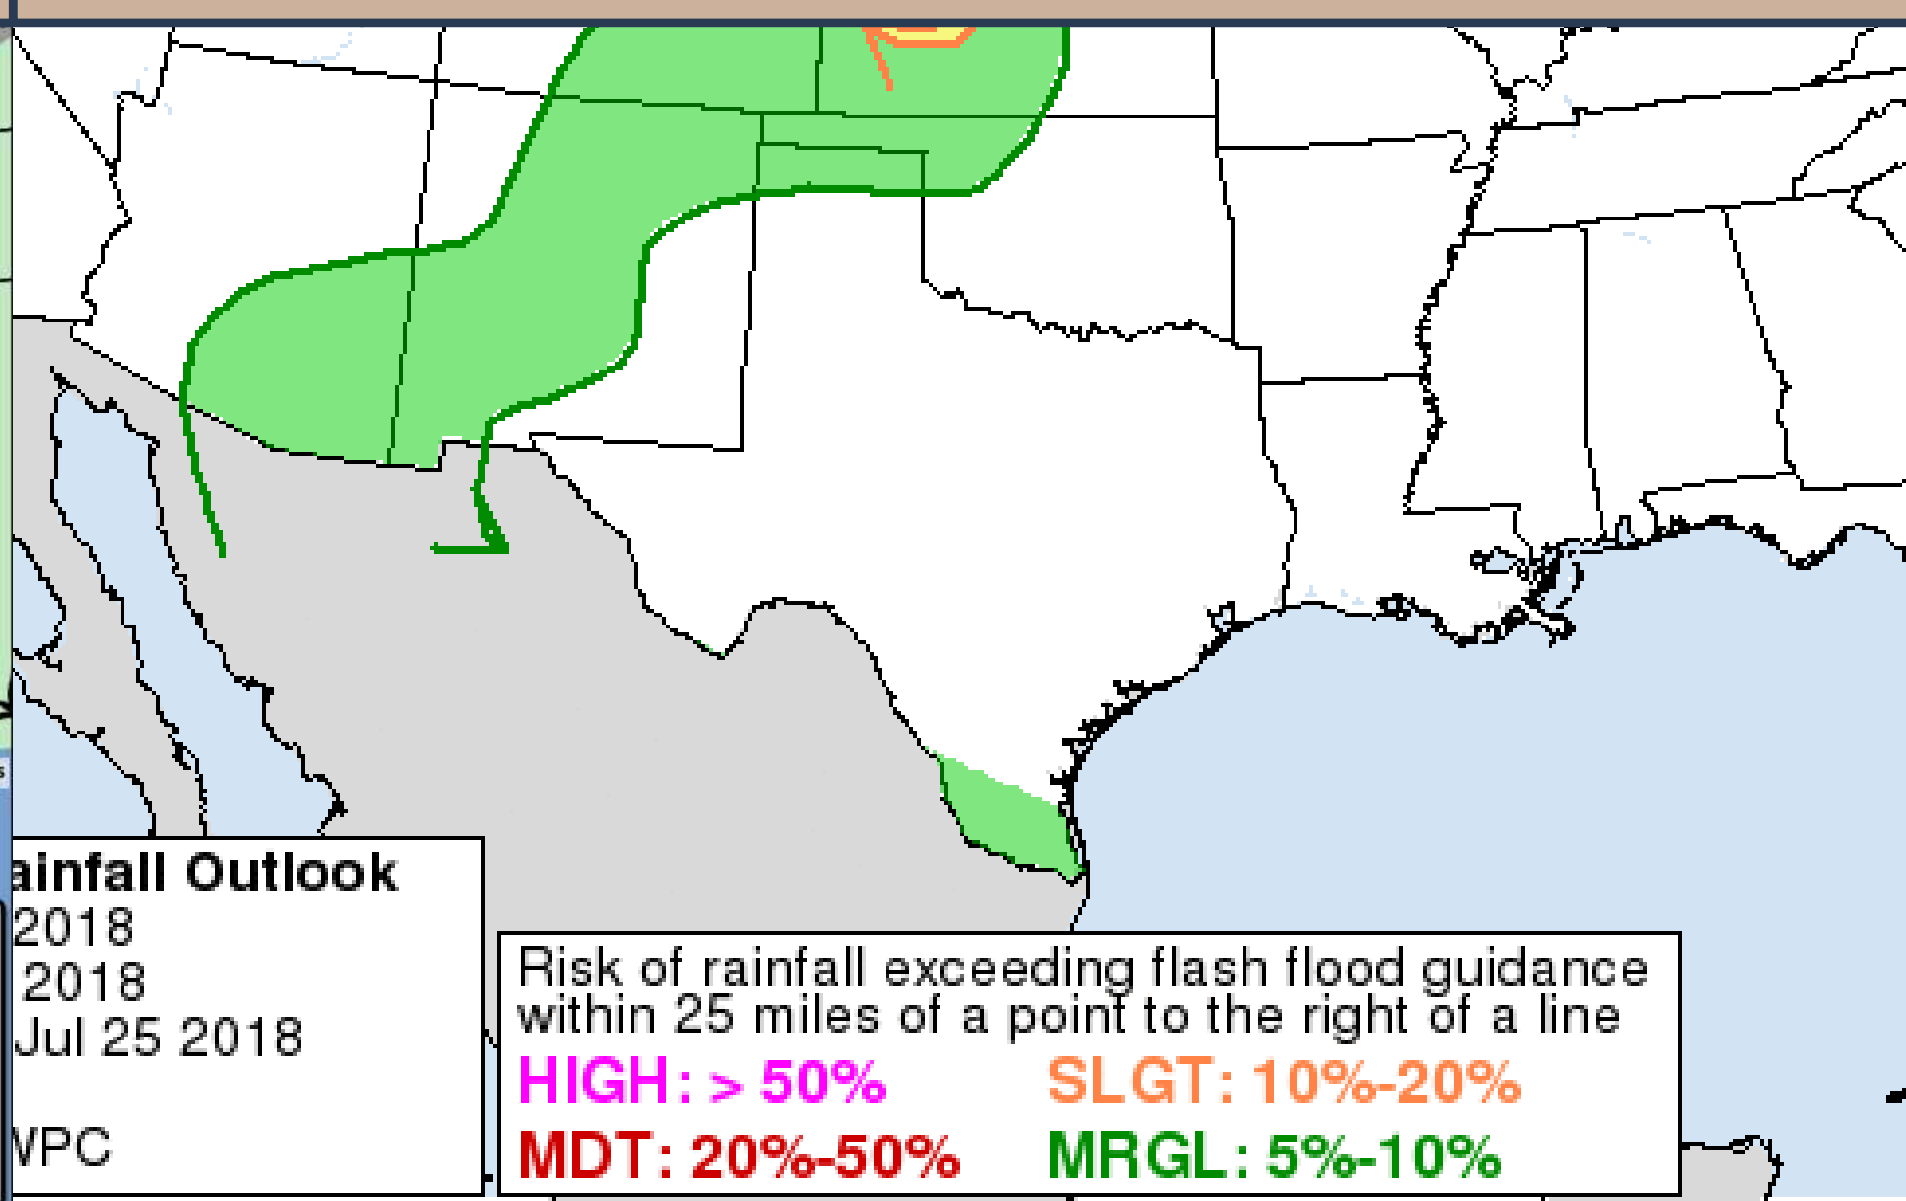 ainfall Outlook
2018
2018
Jul 25 2018
WPC
Risk of rainfall exceeding flash flood guidance
within 25 miles of a point to the right of a line
HIGH: > 50% SLGT: 10%-20%
MDT: 20%-50% MRGL: 5%-10%